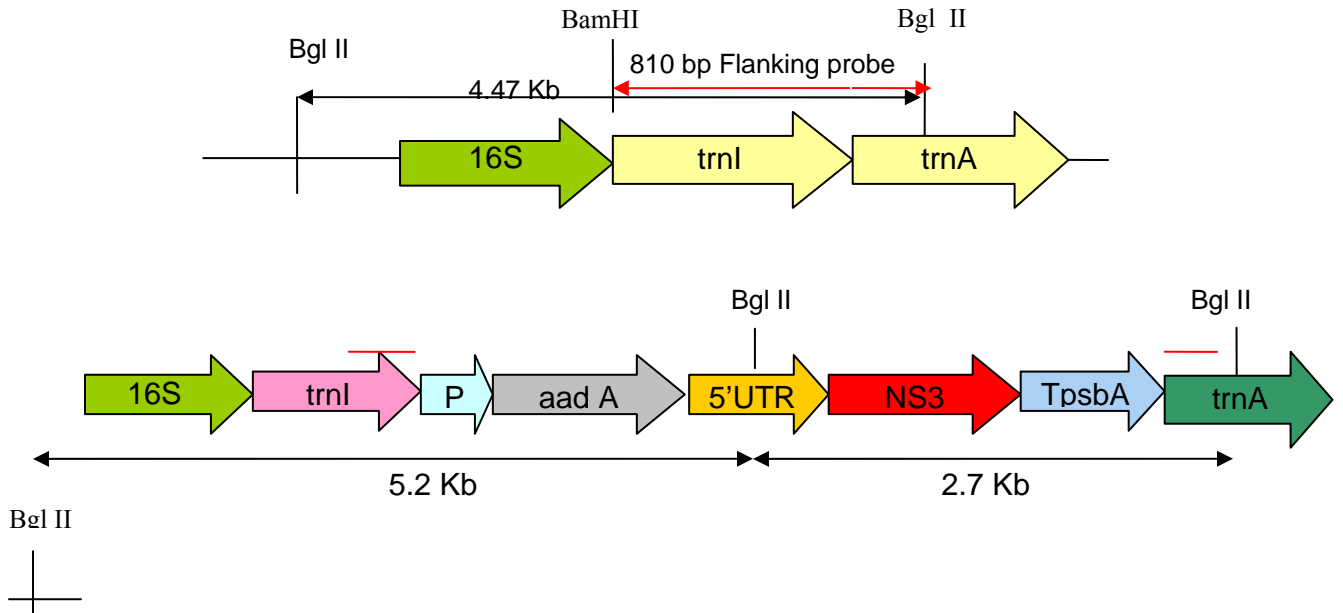 BamHI
Bgl II
Bgl II
810 bp Flanking probe
4.47 Kb
16S
trnI
trnA
Bgl II
Bgl II
16S
trnI
P
aad A
5'UTR
NS3
TpsbA
trnA
5.2 Kb
2.7 Kb
Bgl II